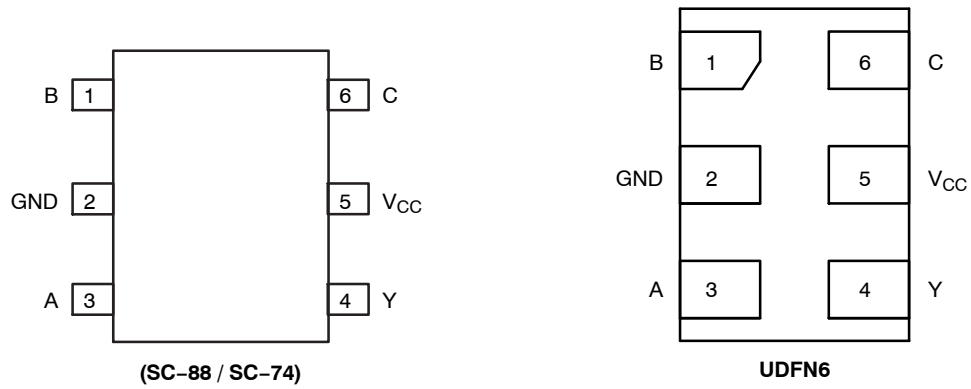 B 1 6 C
GND 2 5 VCC
A 3 4 Y
(SC−88 / SC−74)
B 1 6 C
GND 2 5 VCC
A 3 4 Y
UDFN6